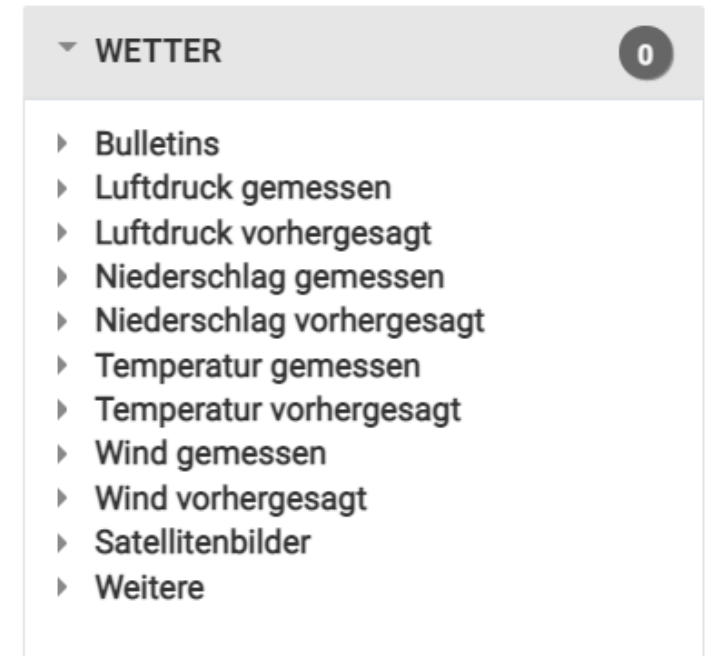 WETTER
0
Bulletins
Luftdruck gemessen
Luftdruck vorhergesagt
Niederschlag gemessen
Niederschlag vorhergesagt
Temperatur gemessen
Temperatur vorhergesagt
Wind gemessen
Wind vorhergesagt
Satellitenbilder
Weitere